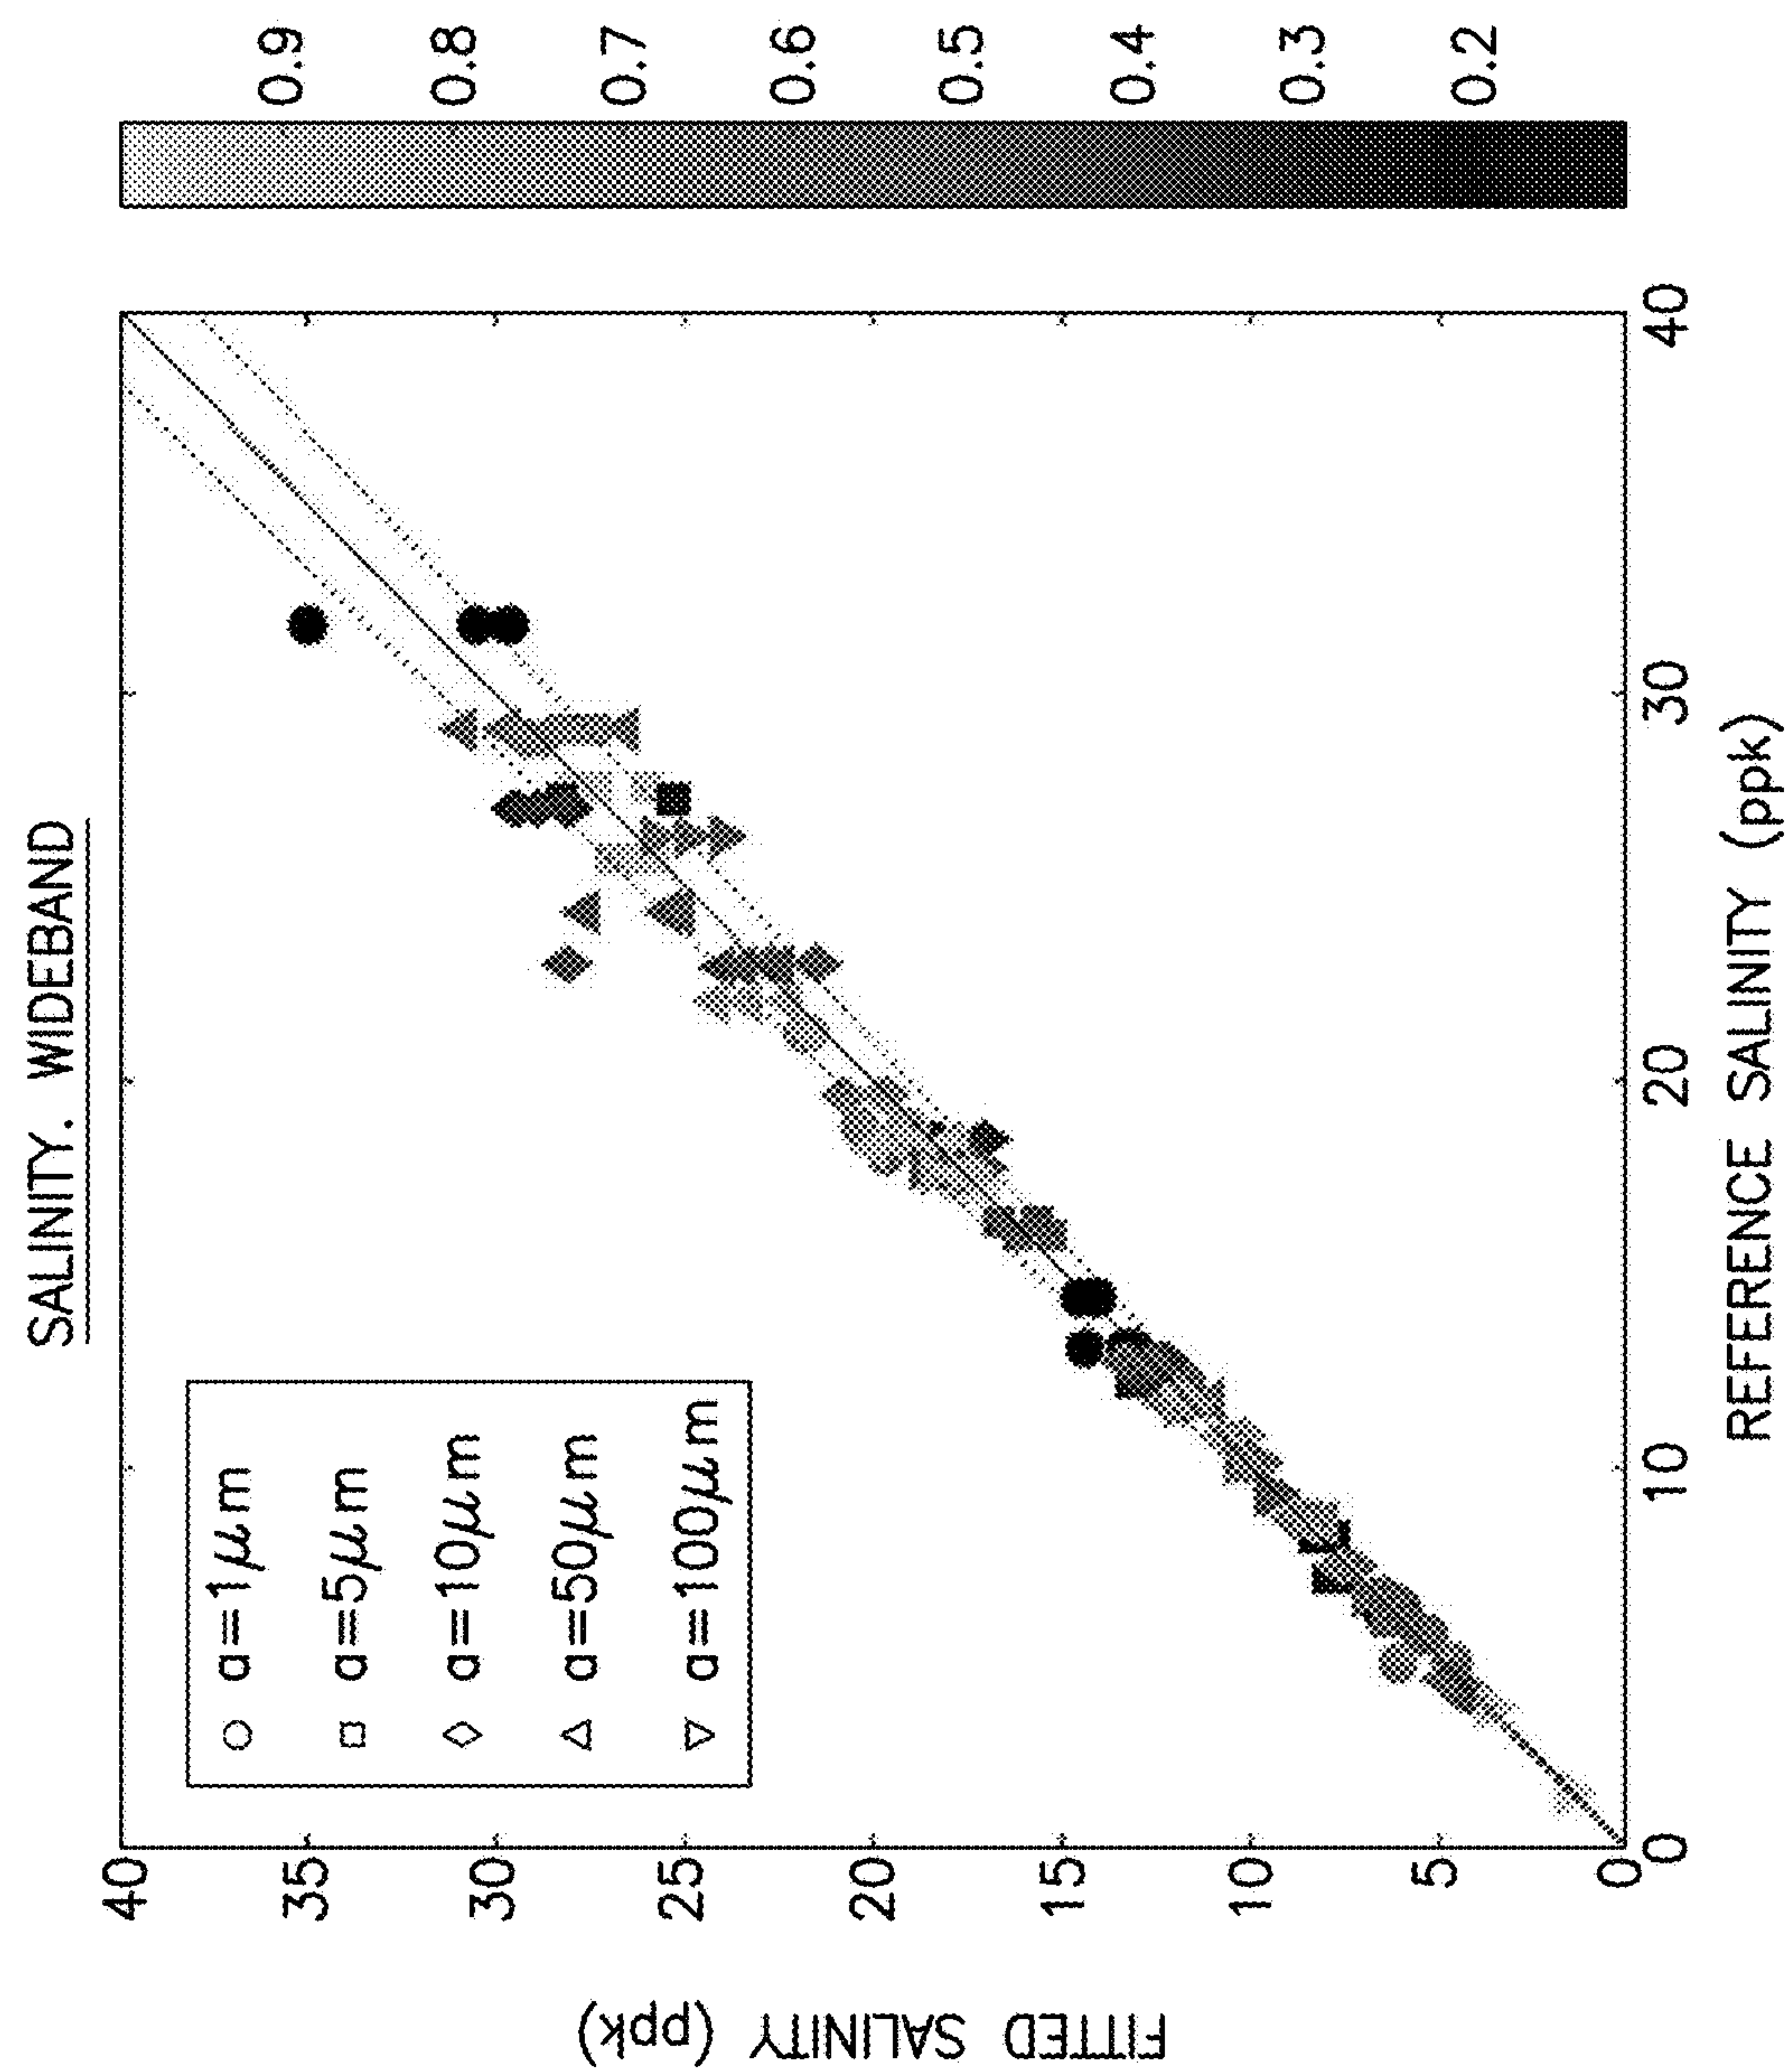 SALINITY. WIDEBAND
a=1μm
a=5μm
a=10μm
a=50μm
a=100μm
FITTED SALINITY (ppk)
40
35
30
25
20
15
10
5
0
0
10
20
30
40
REFERENCE SALINITY (ppk)
0.9
0.8
0.7
0.6
0.5
0.4
0.3
0.2